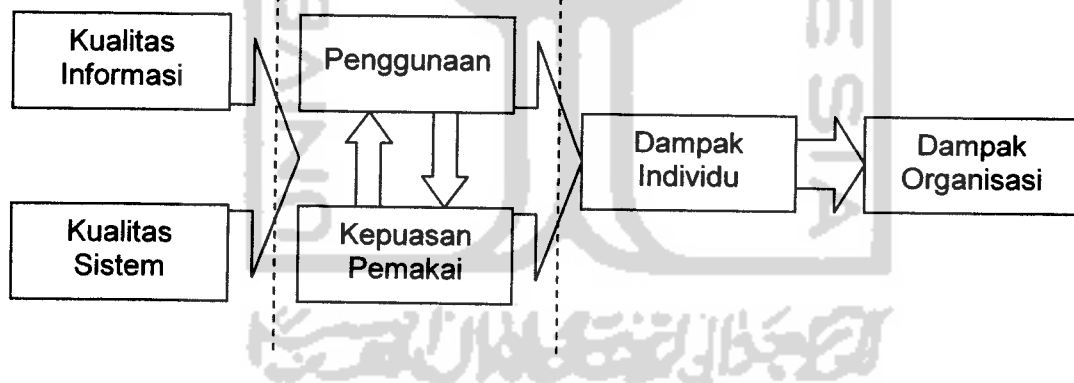 Kualitas
Informasi
Penggunaan
Dampak
Individu
Dampak
Organisasi
Kualitas
Sistem
Kepuasan
Pemakai